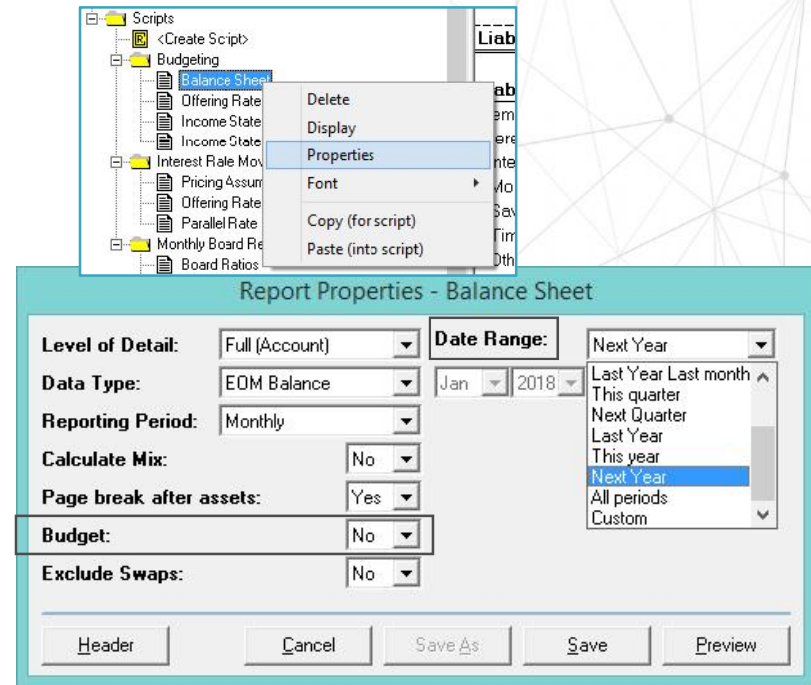 Scripts
<Create Script>
Liab
Budgeting
Balance Sheet
Offering Rate
Income State
Income State
Interest Rate Mov
Pricing Assum
Offering Rate
Parallel Rate
Monthly Board Re
Board Ratios
Delete
Display
Properties
Font
Copy (for script)
Paste (into script)
Report Properties - Balance Sheet
Level of Detail: Full (Account) Date Range: Next Year
Data Type: EOM Balance Jan 2018
Reporting Period: Monthly
Calculate Mix: No
Page break after assets: Yes
Budget: No
Exclude Swaps: No
Last Year Last month
This quarter
Next Quarter
Last Year
This year
Next Year
All periods
Custom
Header Cancel Save As Save Preview